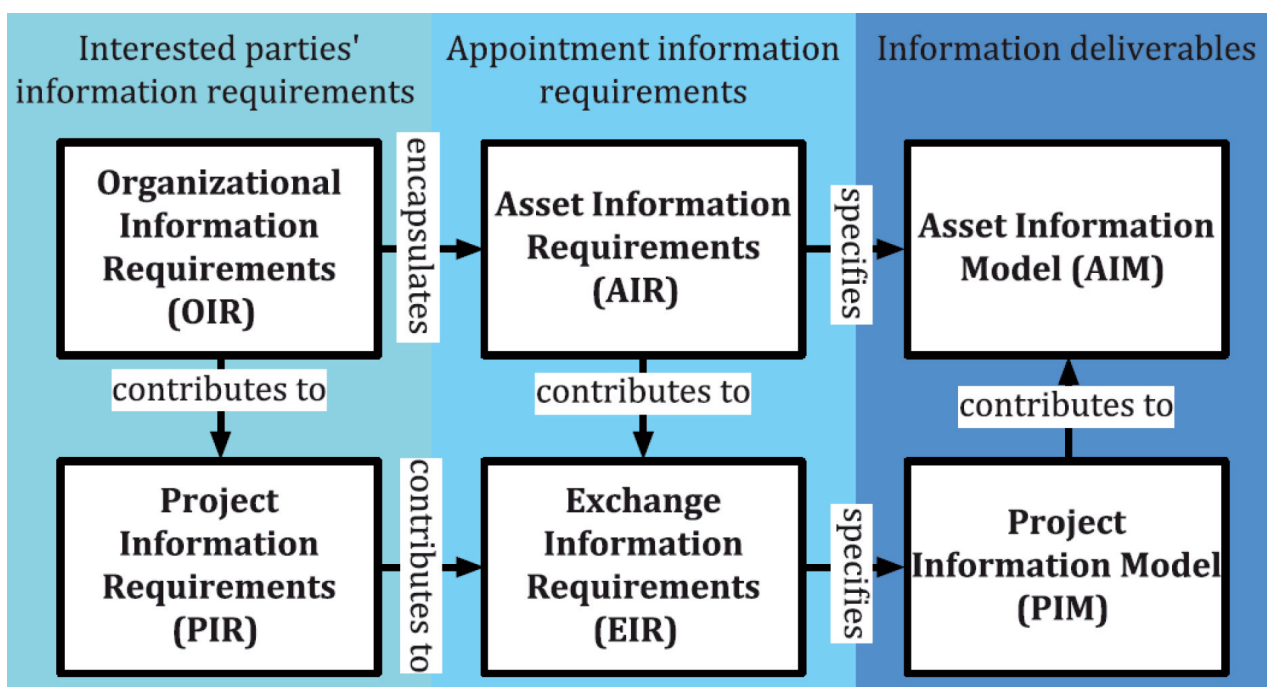 Interested parties'
information requirements
Appointment information
requirements
Information deliverables
Organizational
Information
Requirements
(OIR)
encapsulates
Asset Information
Requirements
(AIR)
specifies
Asset Information
Model (AIM)
contributes to
contributes to
contributes to
Project
Information
Requirements
(PIR)
contributes to
Exchange
Information
Requirements
(EIR)
specifies
Project
Information Model
(PIM)